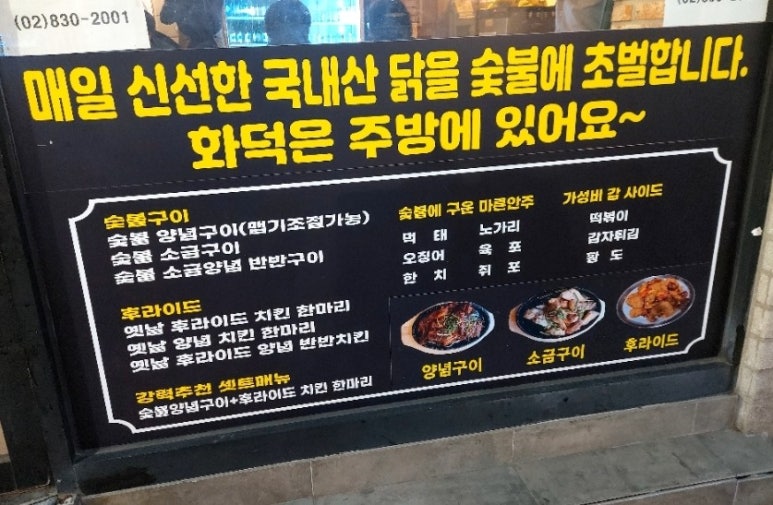 (02)830-2001
(02)830-2001
매일 신선한 국내산 닭을 숯불에 초벌합니다.
화덕은 주방에 있어요~
숯불구이
숯불 양념구이(맵기조절가능)
숯불 소금구이
숯불 소금양념 반반구이
후라이드
옛날 후라이드 치킨 한마리
옛날 양념 치킨 한마리
옛날 후라이드 양념 반반치킨
강력추천 셋트매뉴
숯불양념구이+후라이드 치킨 한마리
숯불에 구운 마른안주
먹 태 노가리
오징어 육 포
한 치 쥐 포
가성비 갑 사이드
떡볶이
감자튀김
황 도
양념구이
소금구이
후라이드